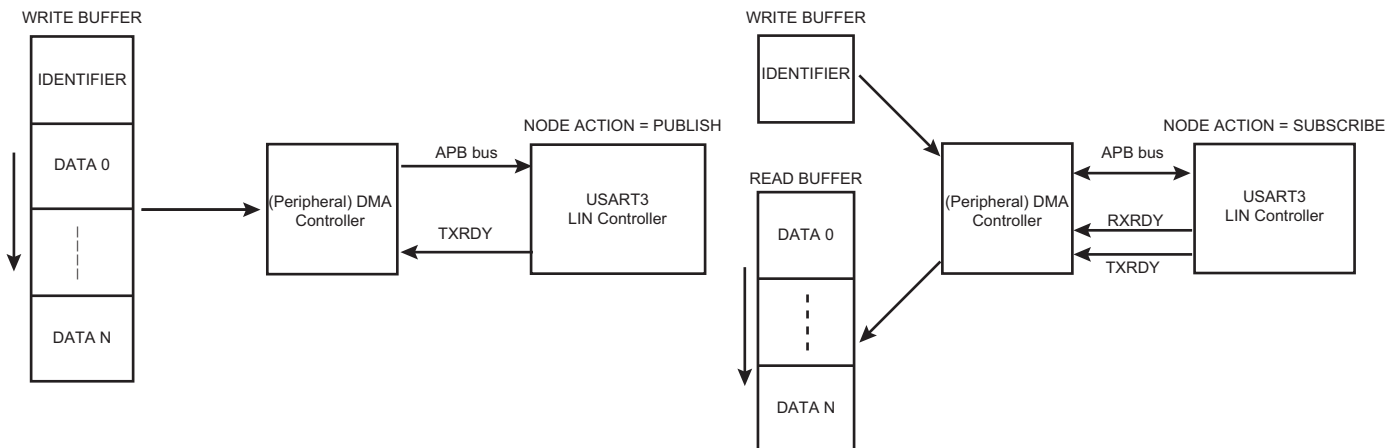 WRITE BUFFER
IDENTIFIER
DATA 0
DATA N
(Peripheral) DMA
Controller
APB bus
TXRDY
NODE ACTION = PUBLISH
USART3
LIN Controller
WRITE BUFFER
IDENTIFIER
READ BUFFER
DATA 0
DATA N
(Peripheral) DMA
Controller
APB bus
RXRDY
TXRDY
NODE ACTION = SUBSCRIBE
USART3
LIN Controller